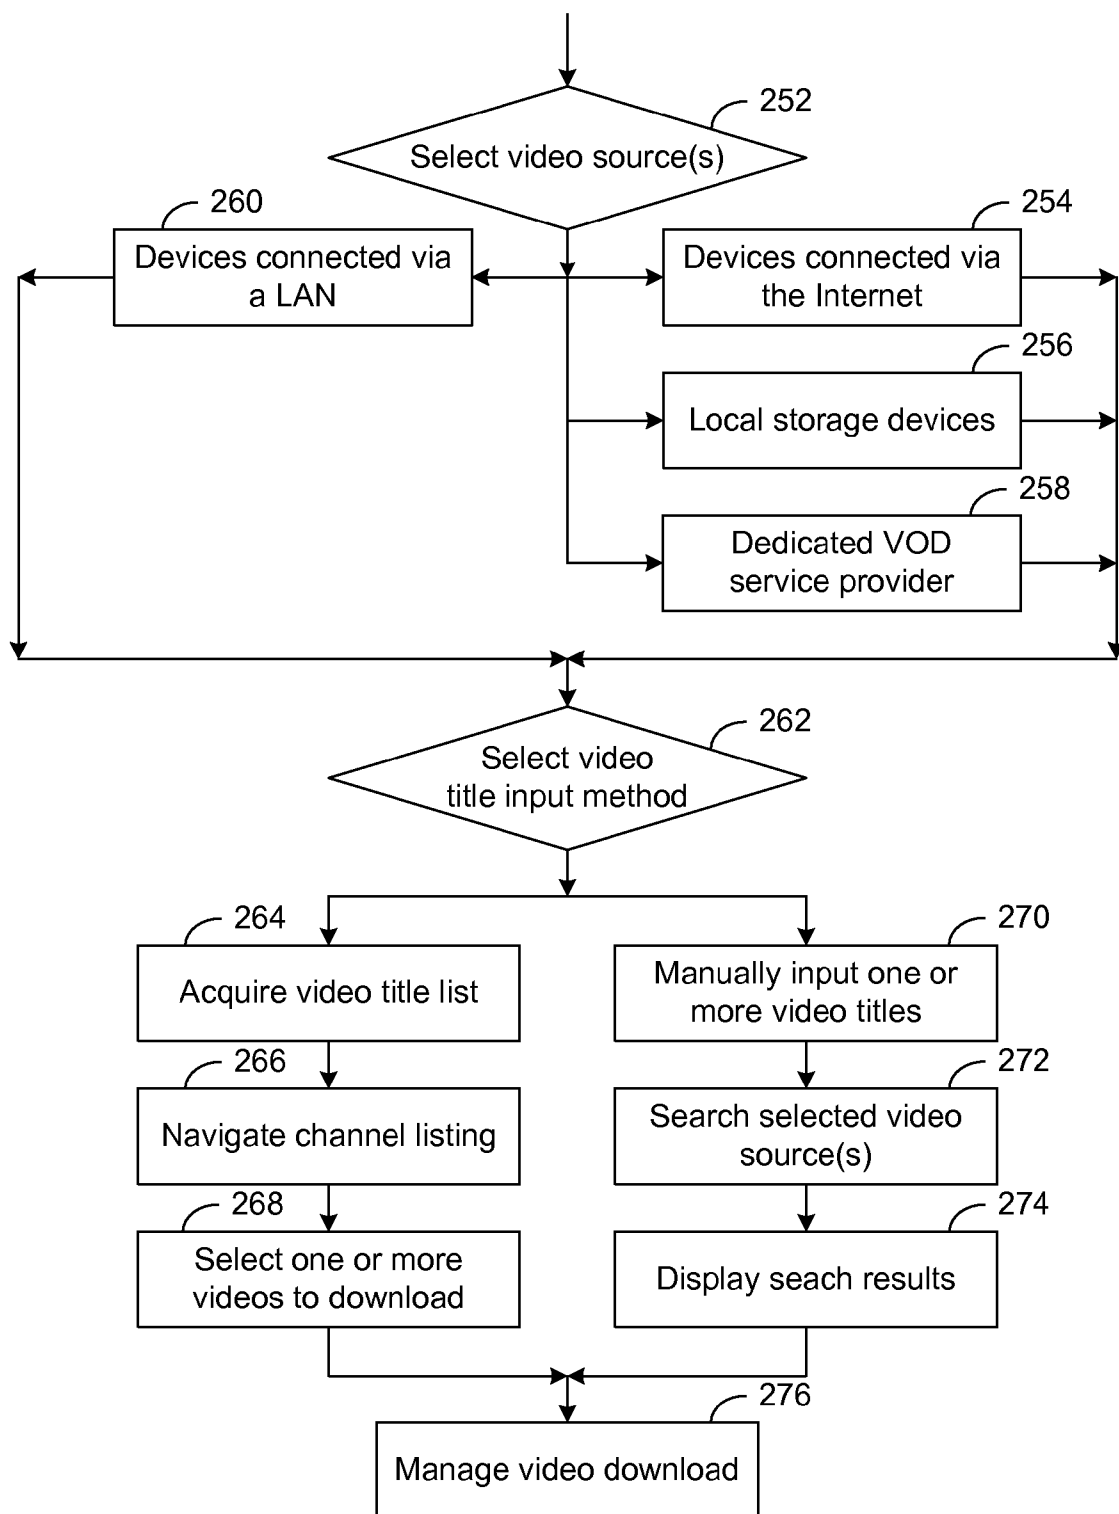 252
Select video source(s)
260
254
Devices connected via
a LAN
Devices connected via
the Internet
256
Local storage devices
258
Dedicated VOD
service provider
262
Select video
title input method
264
270
Acquire video title list
Manually input one or
more video titles
266
272
Navigate channel listing
Search selected video
source(s)
268
274
Select one or more
videos to download
Display seach results
276
Manage video download